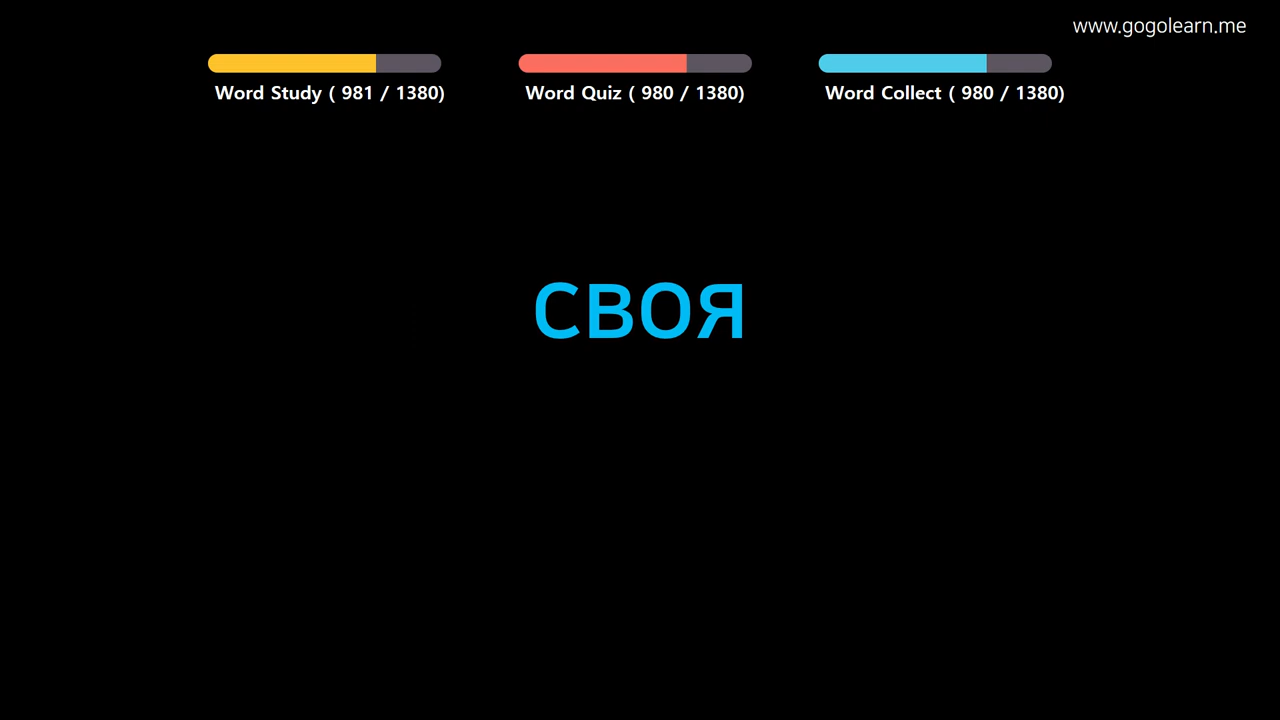 www.gogolearn.me
Word Study ( 981 / 1380)
Word Quiz ( 980 / 1380)
Word Collect ( 980 / 1380)
своя